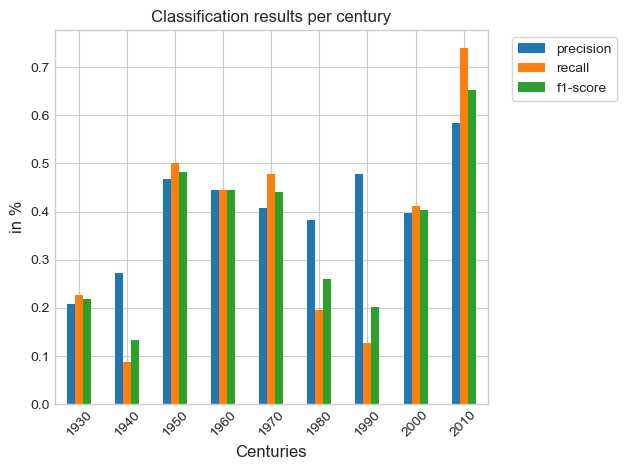 Classification results per century
precision
recall
f1-score
in %
0.7
0.6
0.5
0.4
0.3
0.2
0.1
0.0
1930 1940 1950 1960 1970 1980 1990 2000 2010
Centuries